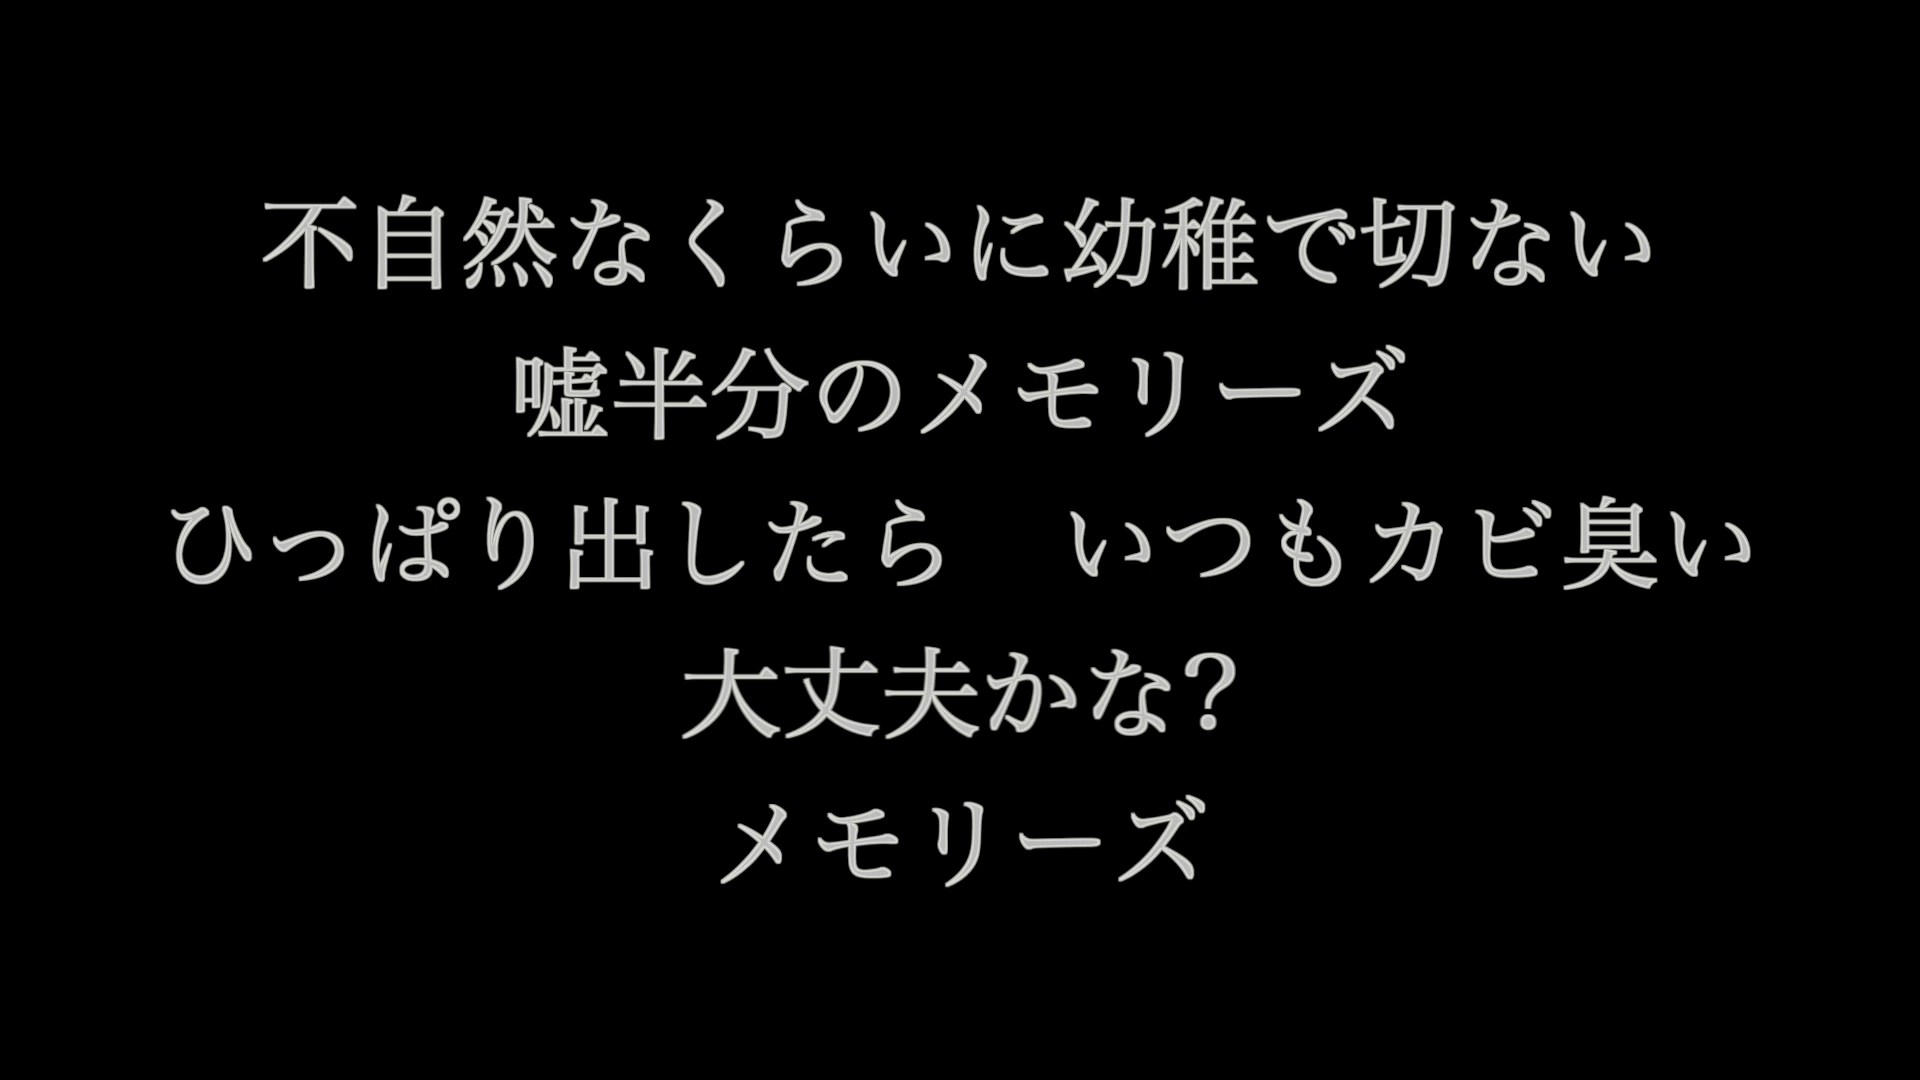 不自然なくらいに幼稚で切ない
嘘半分のメモリーズ
ひっぱり出したら　いつもカビ臭い
大丈夫かな?
メモリーズ